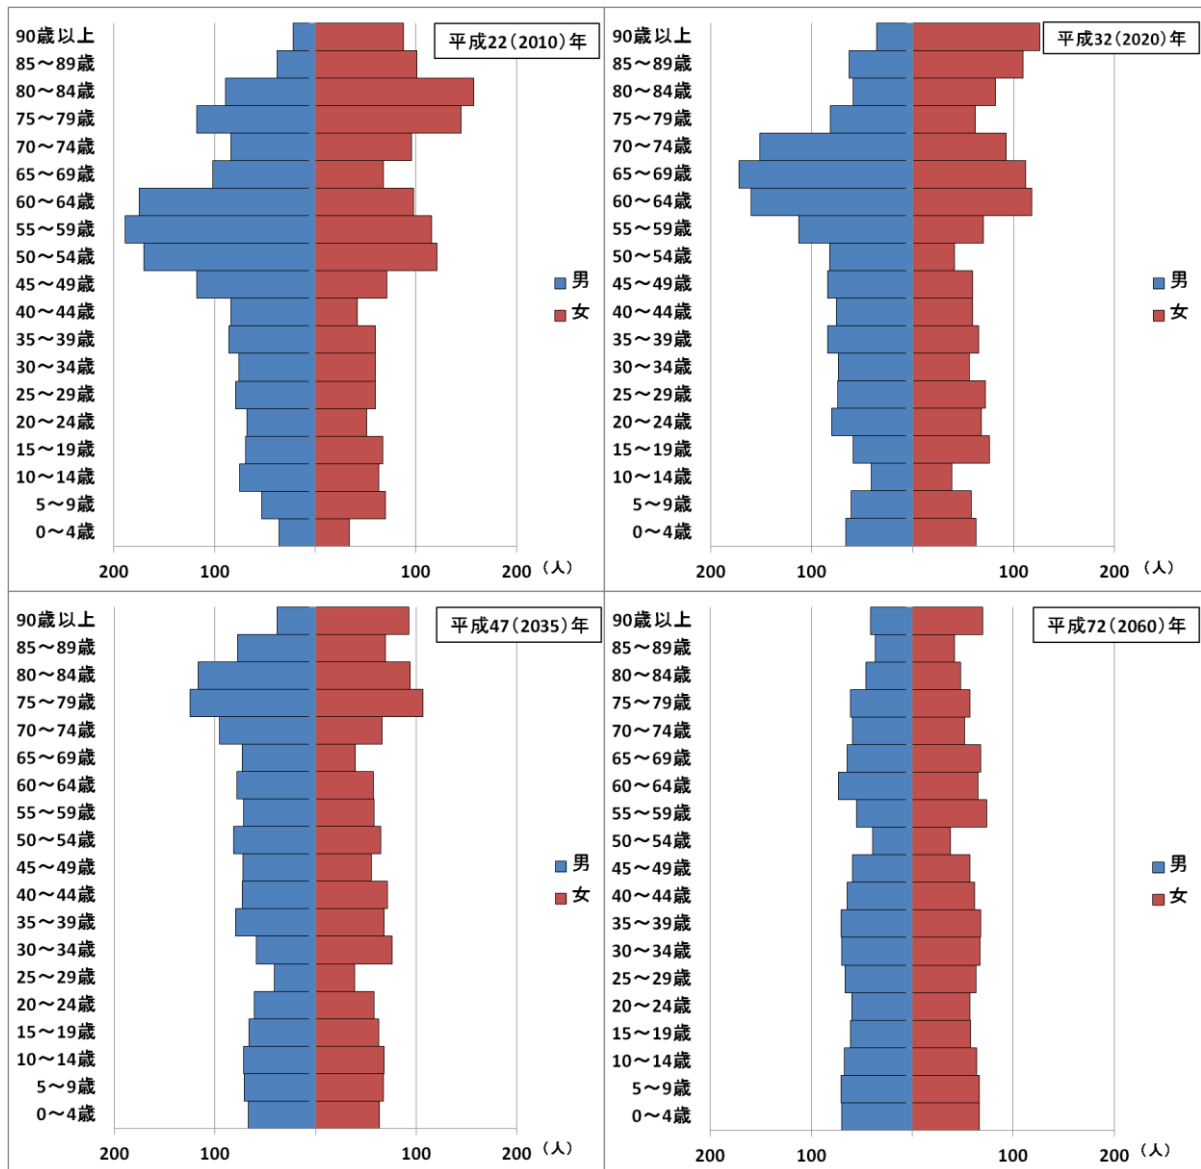 平成22(2010)年
90歳以上
85～89歳
80～84歳
75～79歳
70～74歳
65～69歳
60～64歳
55～59歳
50～54歳
45～49歳
40～44歳
35～39歳
30～34歳
25～29歳
20～24歳
15～19歳
10～14歳
5～9歳
0～4歳
男
女
200 100 100 200 （人）
平成32(2020)年
90歳以上
85～89歳
80～84歳
75～79歳
70～74歳
65～69歳
60～64歳
55～59歳
50～54歳
45～49歳
40～44歳
35～39歳
30～34歳
25～29歳
20～24歳
15～19歳
10～14歳
5～9歳
0～4歳
男
女
200 100 100 200 （人）
平成47(2035)年
90歳以上
85～89歳
80～84歳
75～79歳
70～74歳
65～69歳
60～64歳
55～59歳
50～54歳
45～49歳
40～44歳
35～39歳
30～34歳
25～29歳
20～24歳
15～19歳
10～14歳
5～9歳
0～4歳
男
女
200 100 100 200 （人）
平成72(2060)年
90歳以上
85～89歳
80～84歳
75～79歳
70～74歳
65～69歳
60～64歳
55～59歳
50～54歳
45～49歳
40～44歳
35～39歳
30～34歳
25～29歳
20～24歳
15～19歳
10～14歳
5～9歳
0～4歳
男
女
200 100 100 200 （人）